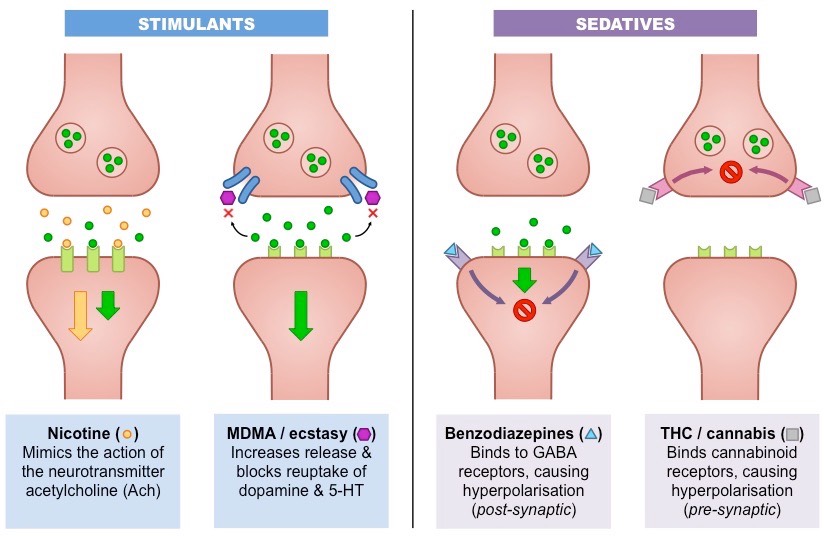 STIMULANTS
SEDATIVES
Nicotine ( )
Mimics the action of
the neurotransmitter
acetylcholine (Ach)
MDMA / ecstasy ( )
Increases release &
blocks reuptake of
dopamine & 5-HT
Benzodiazepines ( )
Binds to GABA
receptors, causing
hyperpolarisation
(post-synaptic)
THC / cannabis ( )
Binds cannabinoid
receptors, causing
hyperpolarisation
(pre-synaptic)